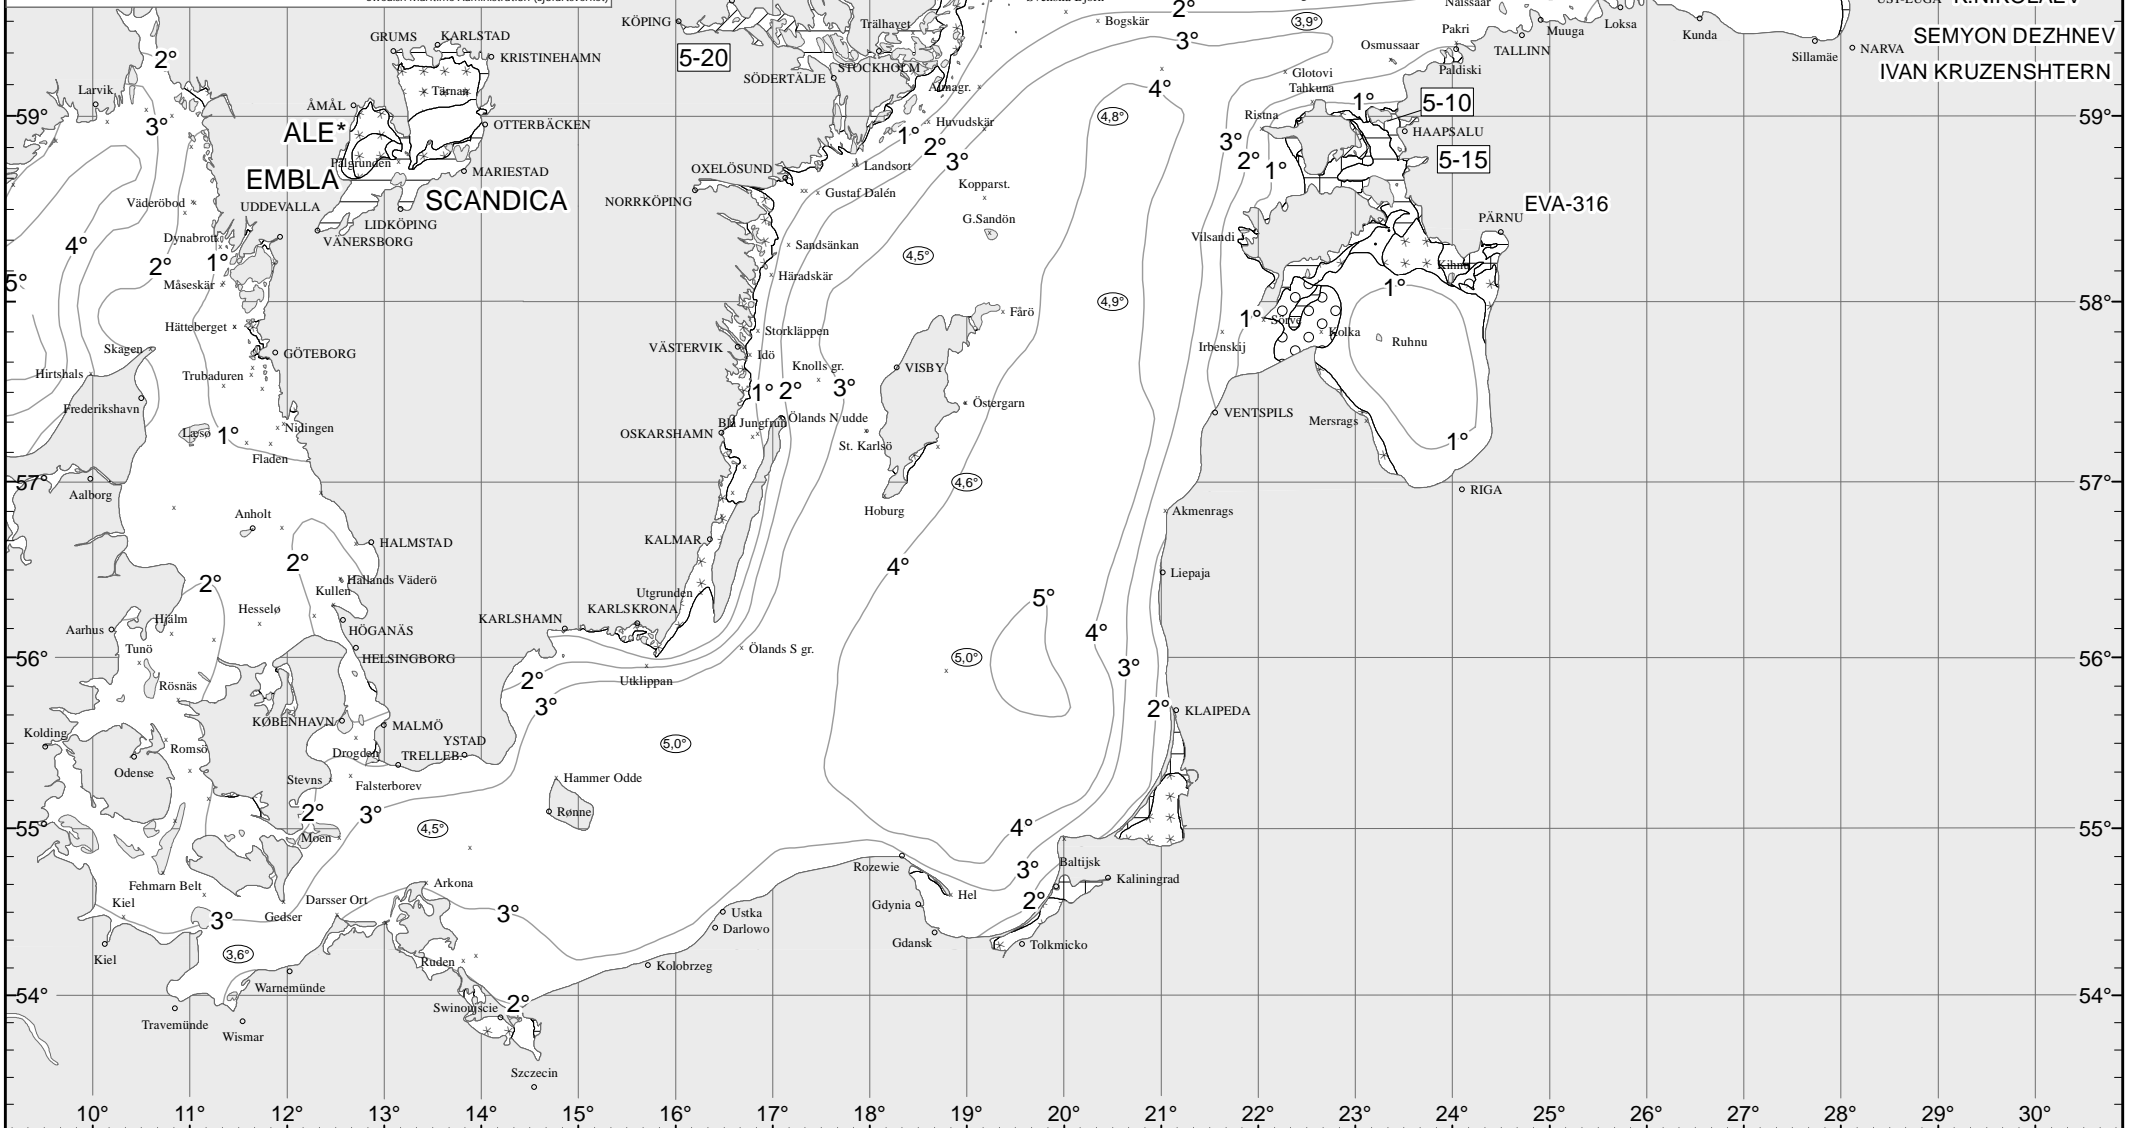 KÖPING
Trälhavet
2°
Bogskär
3,9°
Naissaar
Pakri
Muuga
Loksa
Kunda
Sillamäe
NARVA
SEMYON DEZHNEV
IVAN KRUZENSHTERN
GRUMS
KARLSTAD
KRISTINEHAMN
5-20
SÖDERTÄLJE
STOCKHOLM
3°
Osmussaar
TALLINN
Paldiski
2°
Larvik
ÅMÅL
Tärnan
Almagr.
4°
Glotovi
Tahkuna
1°
5-10
59°
3°
ALE*
OTTERBÄCKEN
Huvudskär
1°
2°
3°
4,8°
Ristna
HAAPSALU
59°
Pålgrunden
EMBLA
MARIESTAD
SCANDICA
OXELÖSUND
Landsort
3°
2°
1°
5-15
Väderöbod
UDDEVALLA
LIDKÖPING
VÄNERSBORG
NORRKÖPING
Gustaf Dalén
Kopparst.
G.Sandön
EVA-316
PÄRNU
4°
Dynabrott
2°
1°
Måseskär
Sandsänkan
Häradskär
4,5°
Vilsandi
Kihnu
5°
1°
58°
Hätteberget
Skagen
GÖTEBORG
Storkläppen
Fårö
4,9°
1°
Sörve
Kolka
Irbenskij
Ruhnu
VÄSTERVIK
Idö
Knolls gr.
VISBY
Hirtshals
Trubaduren
Frederikshavn
1°
2°
3°
Östergarn
VENTSPILS
Mersrags
Læsø
1°
Nidingen
Fladen
OSKARSHAMN
Blå Jungfrun
Ölands N udde
St. Karlsö
1°
57°
Aalborg
4,6°
RIGA
57°
Anholt
Hoburg
Akmenrags
HALMSTAD
KALMAR
2°
2°
Hallands Väderö
Kullen
4°
Liepaja
Utgrunden
Hesselø
Hjälm
Aarhus
HÖGANÄS
KARLSHAMN
KARLSKRONA
5°
4°
Tunö
HELSINGBORG
Ölands S gr.
56°
5,0°
3°
56°
Rösnäs
2°
Utklippan
3°
2°
KLAIPEDA
KØBENHAVN
MALMÖ
Kolding
Romsö
Drogden
YSTAD
TRELLEB.
5,0°
Odense
Stevns
Falsterborev
Hammer Odde
2°
3°
Rønne
55°
4,5°
Moen
4°
55°
Fehmarn Belt
Arkona
Rozewie
3°
Baltijsk
Kaliningrad
Kiel
3°
Gedser
Darsser Ort
3°
Ustka
Darlowo
Gdynia
Hel
2°
Gdansk
Tolkmicko
Kiel
3,6°
Ruden
Kolobrzeg
Warnemünde
54°
Swinoujscie
2°
54°
Travemünde
Wismar
Szczecin
10° 11° 12° 13° 14° 15° 16° 17° 18° 19° 20° 21° 22° 23° 24° 25° 26° 27° 28° 29° 30°